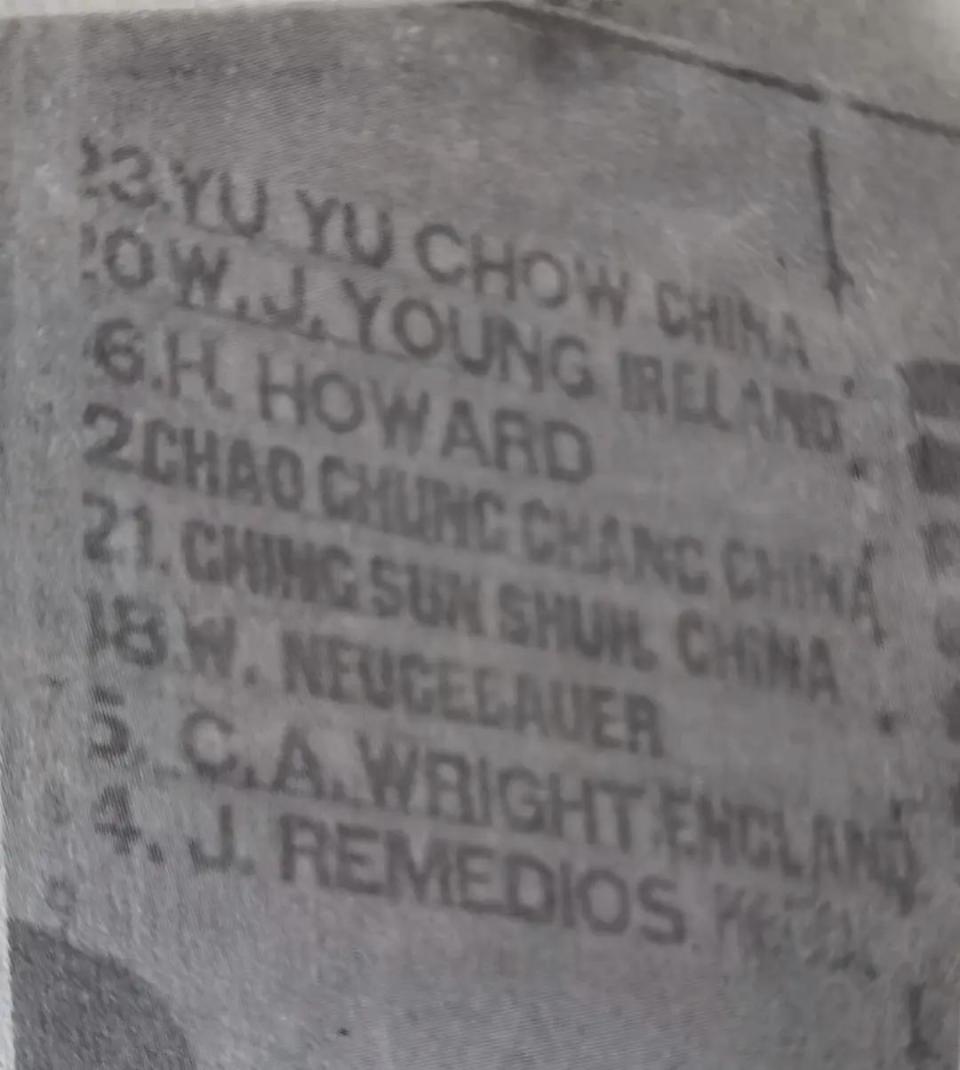 23. YU YU CHOW CHINA
20 W. J. YOUNG IRELAND
6. H. HOWARD
2 CHAO CHUNG CHANG CHINA
21. CHING SUN SHUH. CHINA
18 W. NEUGEBAUER
5. C. A. WRIGHT ENGLAND
4. J. REMEDIOS